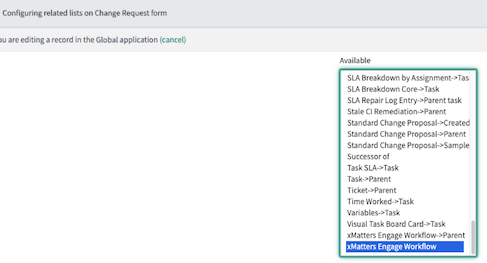 Configuring related lists on Change Request form
ou are editing a record in the Global application (cancel)
Available
SLA Breakdown by Assignment->Tas
SLA Breakdown Core->Task
SLA Repair Log Entry->Parent task
Stale CI Remediation->Parent
Standard Change Proposal->Created
Standard Change Proposal->Parent
Standard Change Proposal->Sample
Successor of
Task SLA->Task
Task->Parent
Ticket->Parent
Time Worked->Task
Variables->Task
Visual Task Board Card->Task
xMatters Engage Workflow->Parent
xMatters Engage Workflow